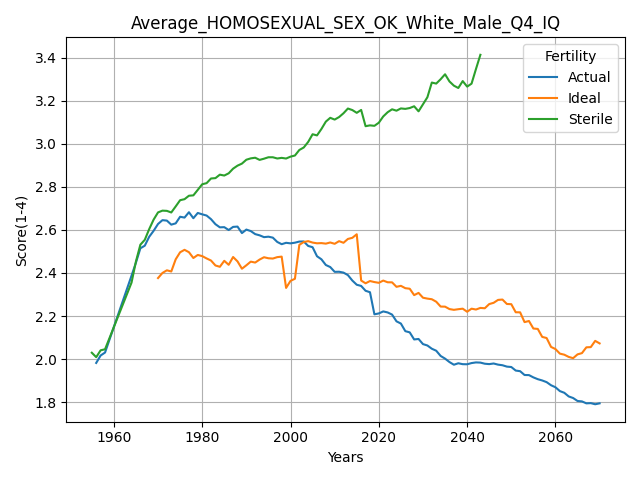 Average_HOMOSEXUAL_SEX_OK_White_Male_Q4_IQ
Fertility
Actual
Ideal
Sterile
Score(1-4)
3.4
3.2
3.0
2.8
2.6
2.4
2.2
2.0
1.8
1960 1980 2000 2020 2040 2060
Years